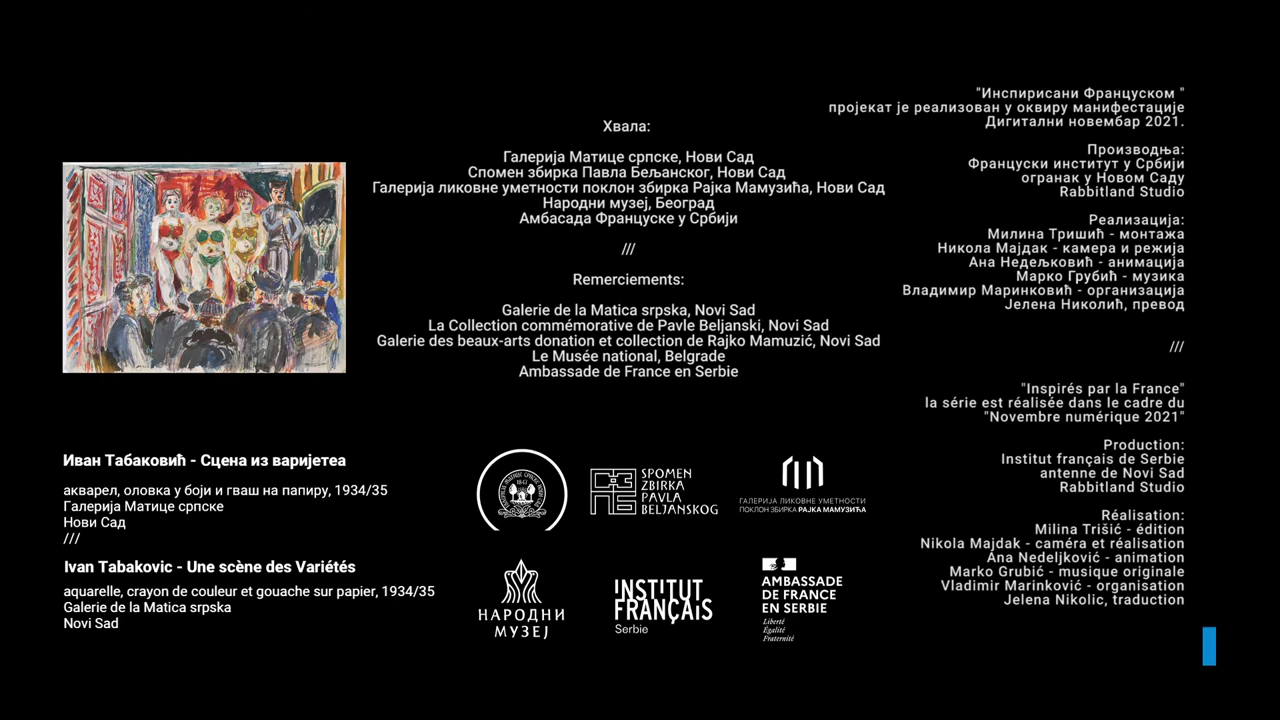 "Инспирисани Француском "
пројекат је реализован у оквиру манифестације
Дигитални новембар 2021.
Производња:
Француски институт у Србији
огранак у Новом Саду
Rabbitland Studio
Реализација:
Милина Тришић - монтажа
Никола Мајдак - камера и режија
Ана Недељковић - анимација
Марко Грубић - музика
Владимир Маринковић - организација
Јелена Николић, превод
///
"Inspirés par la France"
la série est réalisée dans le cadre du
"Novembre numérique 2021"
Production:
Institut français de Serbie
antenne de Novi Sad
Rabbitland Studio
Réalisation:
Milina Trišić - édition
Nikola Majdak - caméra et réalisation
Ana Nedeljković - animation
Marko Grubić - musique originale
Vladimir Marinković - organisation
Jelena Nikolic, traduction
Хвала:
Галерија Матице српске, Нови Сад
Спомен збирка Павла Бељанског, Нови Сад
Галерија ликовне уметности поклон збирка Рајка Мамузића, Нови Сад
Народни музеј, Београд
Амбасада Француске у Србији
///
Remerciements:
Galerie de la Matica srpska, Novi Sad
La Collection commémorative de Pavle Beljanski, Novi Sad
Galerie des beaux-arts donation et collection de Rajko Mamuzić, Novi Sad
Le Musée national, Belgrade
Ambassade de France en Serbie
Иван Табаковић - Сцена из варијетеа
акварел, оловка у боји и гваш на папиру, 1934/35
Галерија Матице српске
Нови Сад
///
Ivan Tabakovic - Une scène des Variétés
aquarelle, crayon de couleur et gouache sur papier, 1934/35
Galerie de la Matica srpska
Novi Sad
1847
SPOMEN
ZBIRKA
PAVLA
BELJANSKOG
ГАЛЕРИЈА ЛИКОВНЕ УМЕТНОСТИ
ПОКЛОН ЗБИРКА РАЈКА МАМУЗИЋА
НАРОДНИ
МУЗЕЈ
INSTITUT
FRANÇAIS
Serbie
AMBASSADE
DE FRANCE
EN SERBIE
Liberté
Égalité
Fraternité